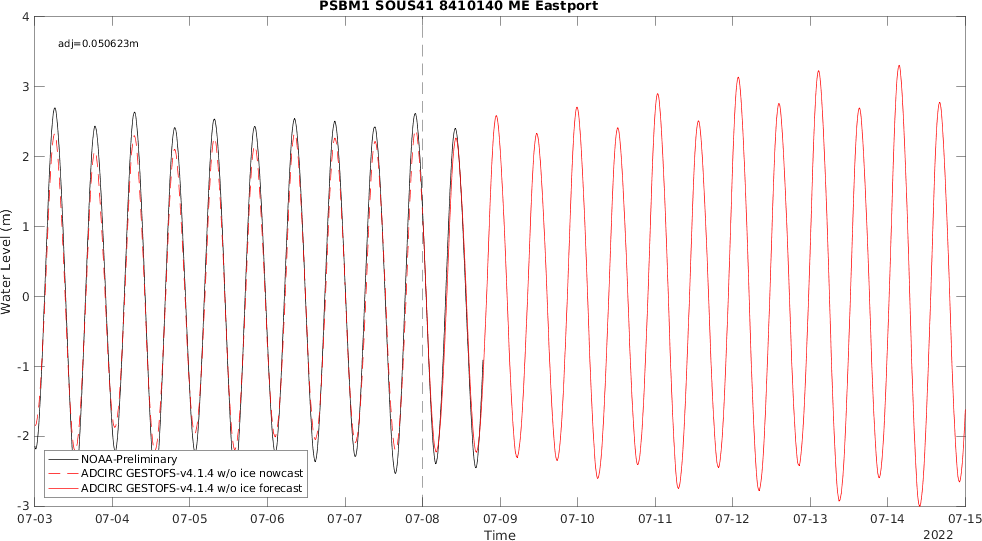 PSBM1 SOUS41 8410140 ME Eastport
adj=0.050623m
Water Level (m)
4
3
2
1
0
-1
-2
-3
NOAA-Preliminary
ADCIRC GESTOFS-v4.1.4 w/o ice nowcast
ADCIRC GESTOFS-v4.1.4 w/o ice forecast
07-03 07-04 07-05 07-06 07-07 07-08 07-09 07-10 07-11 07-12 07-13 07-14 07-15
Time
2022